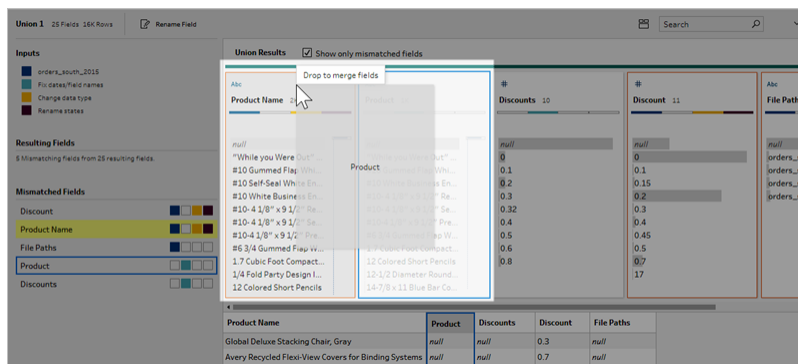 Union 1 25 Fields 16K Rows Rename Field Search
Inputs
orders_south_2015
Fix dates/field names
Change data type
Rename states
Resulting Fields
5 Mismatching fields from 25 resulting fields.
Mismatched Fields
Discount
Product Name
File Paths
Product
Discounts
Union Results Show only mismatched fields
Drop to merge fields
Abc
Product Name
null
"While you Were Out" ...
#10 Gummed Flap Whi...
#10 Self-Seal White En...
#10 White Business En...
#10- 4 1/8" x 9 1/2" Re...
#10- 4 1/8" x 9 1/2" Se...
#10-4 1/8" x 9 1/2" Pre...
#6 3/4 Gummed Flap W...
1.7 Cubic Foot Compact...
1/4 Fold Party Design I...
12 Colored Short Pencils
Product
1.7 Cubic Foot Compact...
12 Colored Short Pencils
12-1/2 Diameter Round...
14-7/8 x 11 Blue Bar Co...
#
Discounts 10
null
0
0.1
0.2
0.3
0.32
0.4
0.5
0.6
0.8
#
Discount 11
null
0
0.1
0.15
0.2
0.3
0.4
0.45
0.5
0.7
17
Abc
File Paths
null
orders_
orders_
orders_
orders_
Product Name Product Discounts Discount File Paths
Global Deluxe Stacking Chair, Gray null null 0.3 null
Avery Recycled Flexi-View Covers for Binding Systems null null 0.7 null